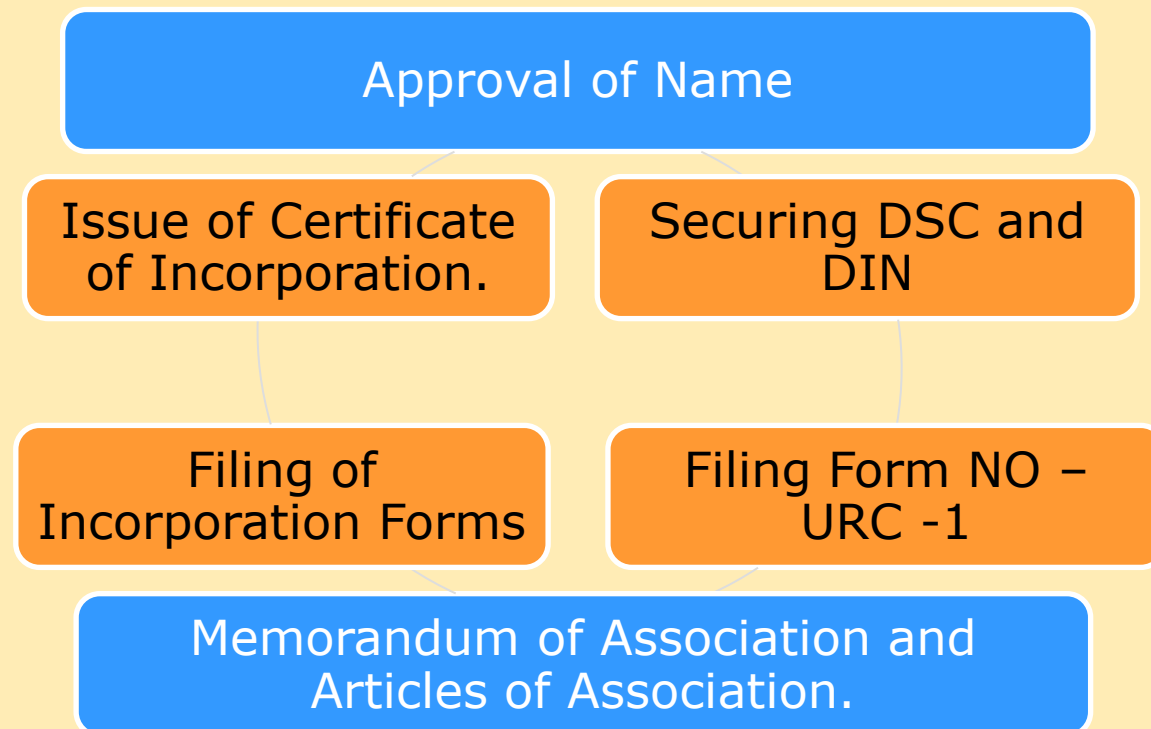 Approval of Name
Issue of Certificate
of Incorporation.
Securing DSC and
DIN
Filing of
Incorporation Forms
Filing Form NO –
URC -1
Memorandum of Association and
Articles of Association.